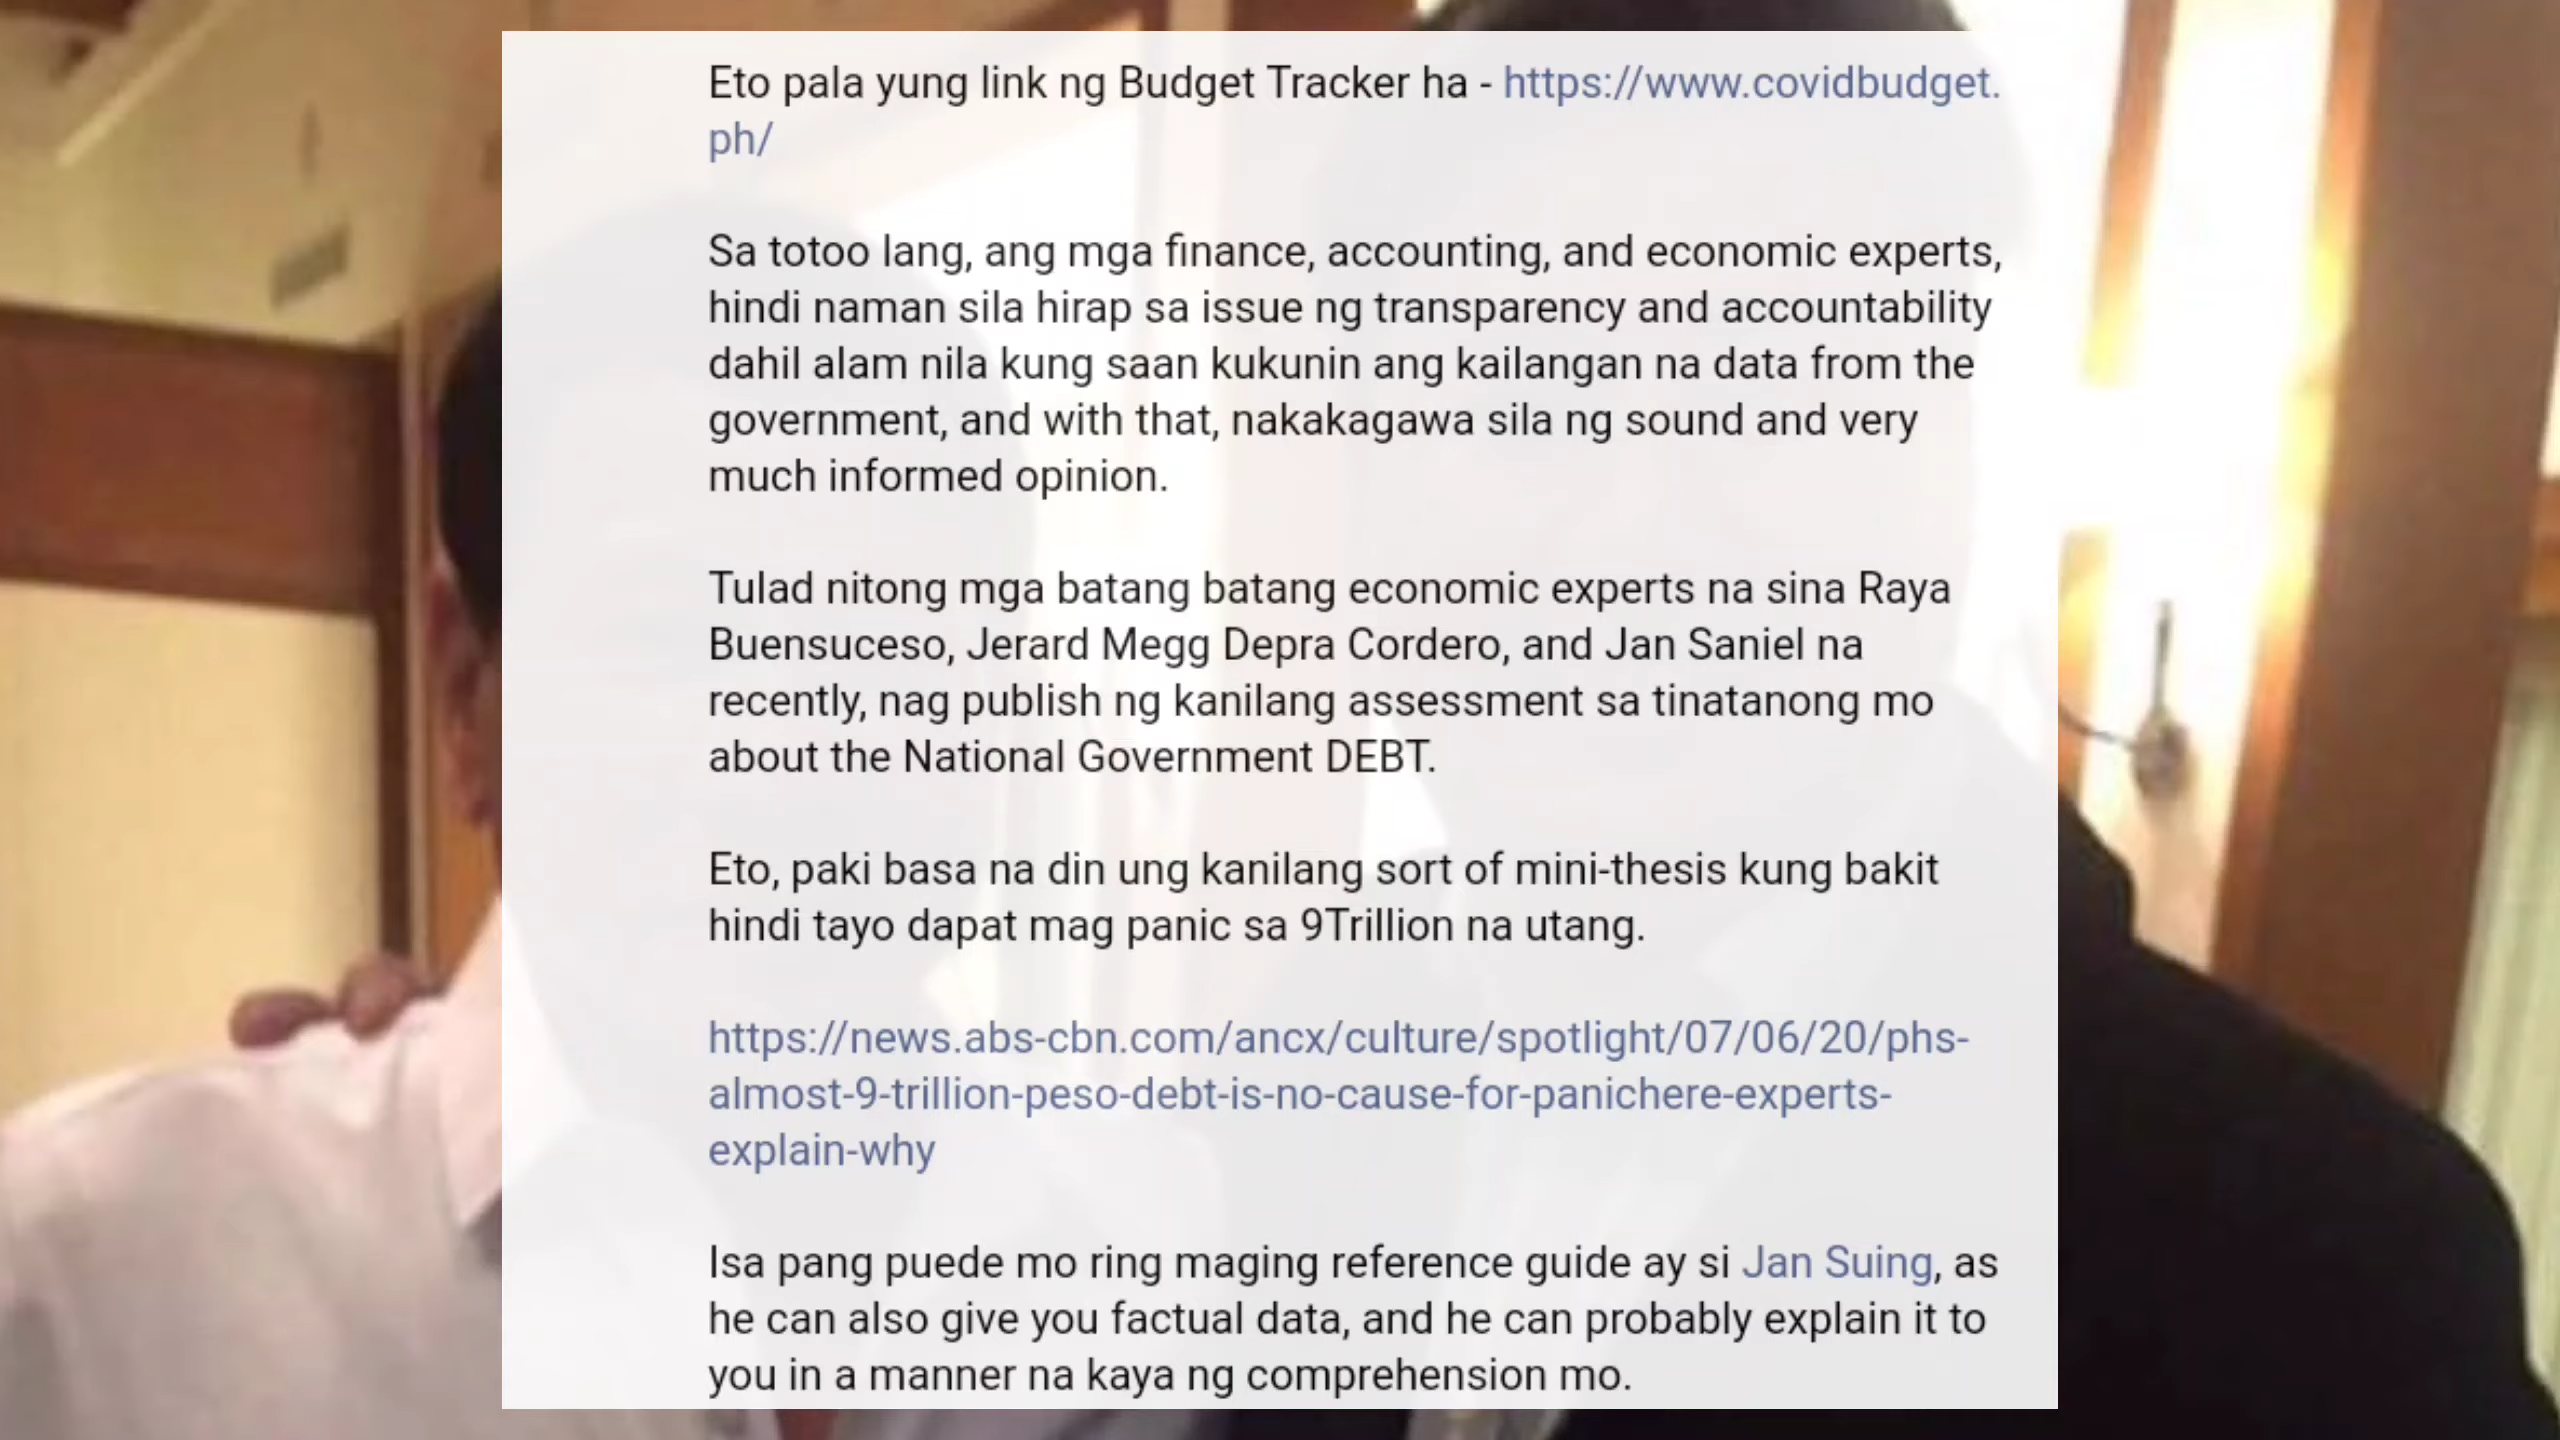 Eto pala yung link ng Budget Tracker ha - https://www.covidbudget.
ph/
Sa totoo lang, ang mga finance, accounting, and economic experts,
hindi naman sila hirap sa issue ng transparency and accountability
dahil alam nila kung saan kukunin ang kailangan na data from the
government, and with that, nakakagawa sila ng sound and very
much informed opinion.
Tulad nitong mga batang batang economic experts na sina Raya
Buensuceso, Jerard Megg Depra Cordero, and Jan Saniel na
recently, nag publish ng kanilang assessment sa tinatanong mo
about the National Government DEBT.
Eto, paki basa na din ung kanilang sort of mini-thesis kung bakit
hindi tayo dapat mag panic sa 9Trillion na utang.
https://news.abs-cbn.com/ancx/culture/spotlight/07/06/20/phs-
almost-9-trillion-peso-debt-is-no-cause-for-panichere-experts-
explain-why
Isa pang puede mo ring maging reference guide ay si Jan Suing, as
he can also give you factual data, and he can probably explain it to
you in a manner na kaya ng comprehension mo.